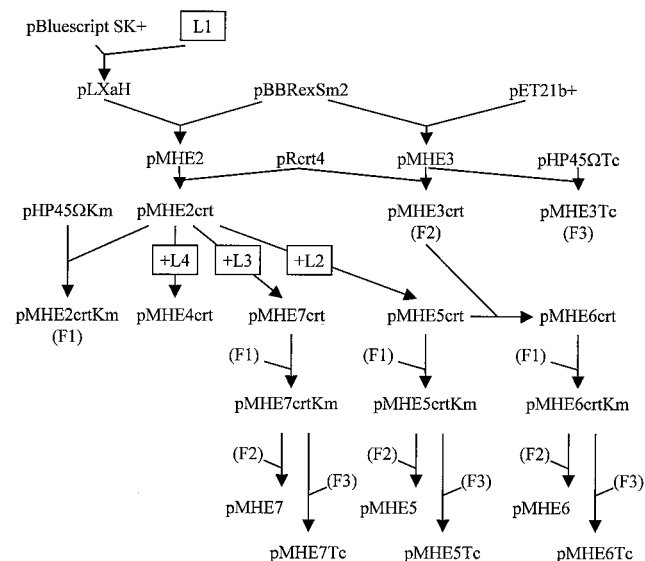 pBluescript SK+ L1
pLXaH pBBRexSm2 pET21b+
pMHE2 pRcrt4 pMHE3 pHP45ΩTc
pHP45ΩKm pMHE2crt pMHE3crt pMHE3Tc
(F2) (F3)
+L4 +L3 +L2
pMHE2crtKm pMHE4crt pMHE7crt pMHE5crt pMHE6crt
(F1)
(F1) (F1) (F1)
pMHE7crtKm pMHE5crtKm pMHE6crtKm
(F2) (F2) (F2)
(F3) (F3) (F3)
pMHE7 pMHE5 pMHE6
pMHE7Tc pMHE5Tc pMHE6Tc